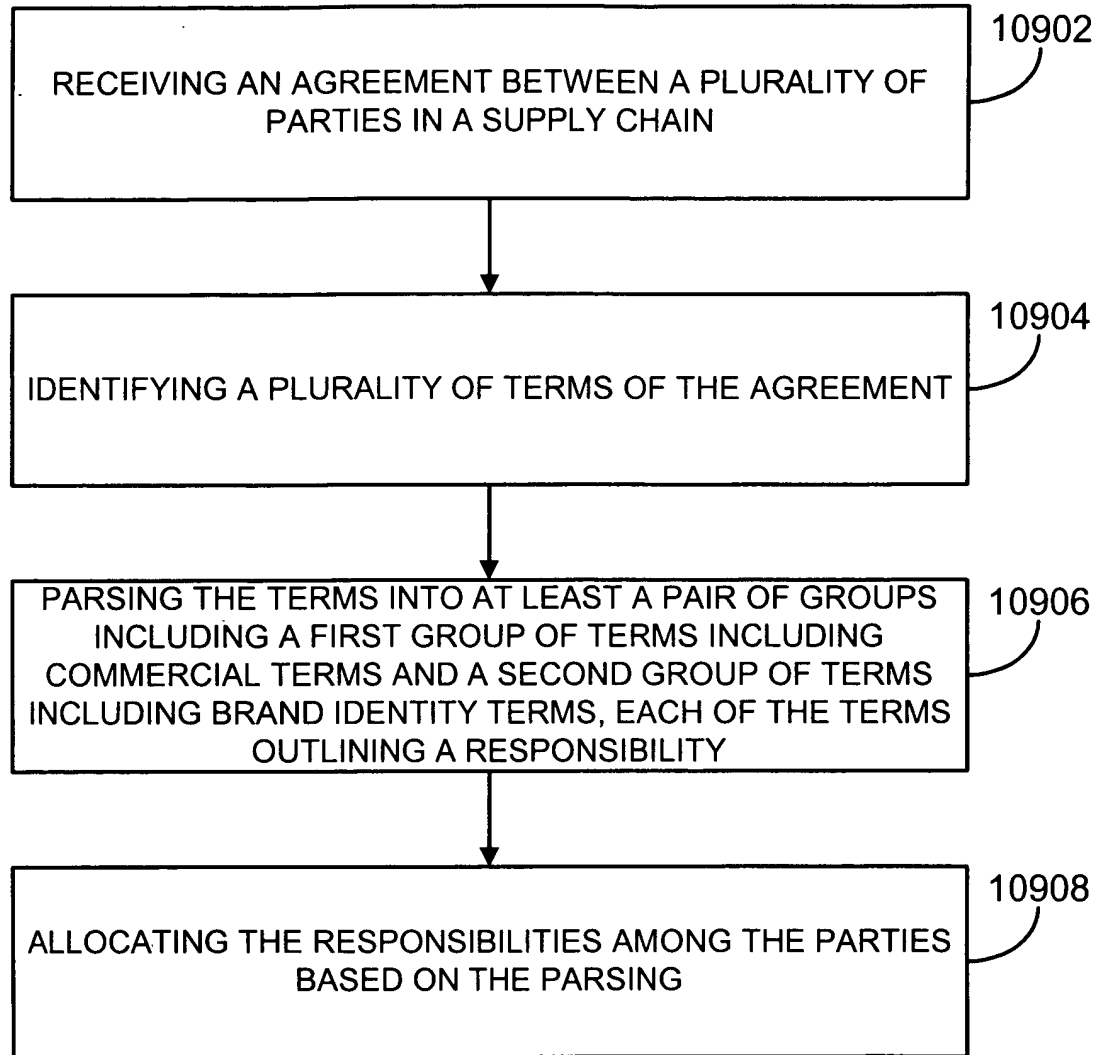 10902
RECEIVING AN AGREEMENT BETWEEN A PLURALITY OF
PARTIES IN A SUPPLY CHAIN
10904
IDENTIFYING A PLURALITY OF TERMS OF THE AGREEMENT
10906
PARSING THE TERMS INTO AT LEAST A PAIR OF GROUPS
INCLUDING A FIRST GROUP OF TERMS INCLUDING
COMMERCIAL TERMS AND A SECOND GROUP OF TERMS
INCLUDING BRAND IDENTITY TERMS, EACH OF THE TERMS
OUTLINING A RESPONSIBILITY
10908
ALLOCATING THE RESPONSIBILITIES AMONG THE PARTIES
BASED ON THE PARSING